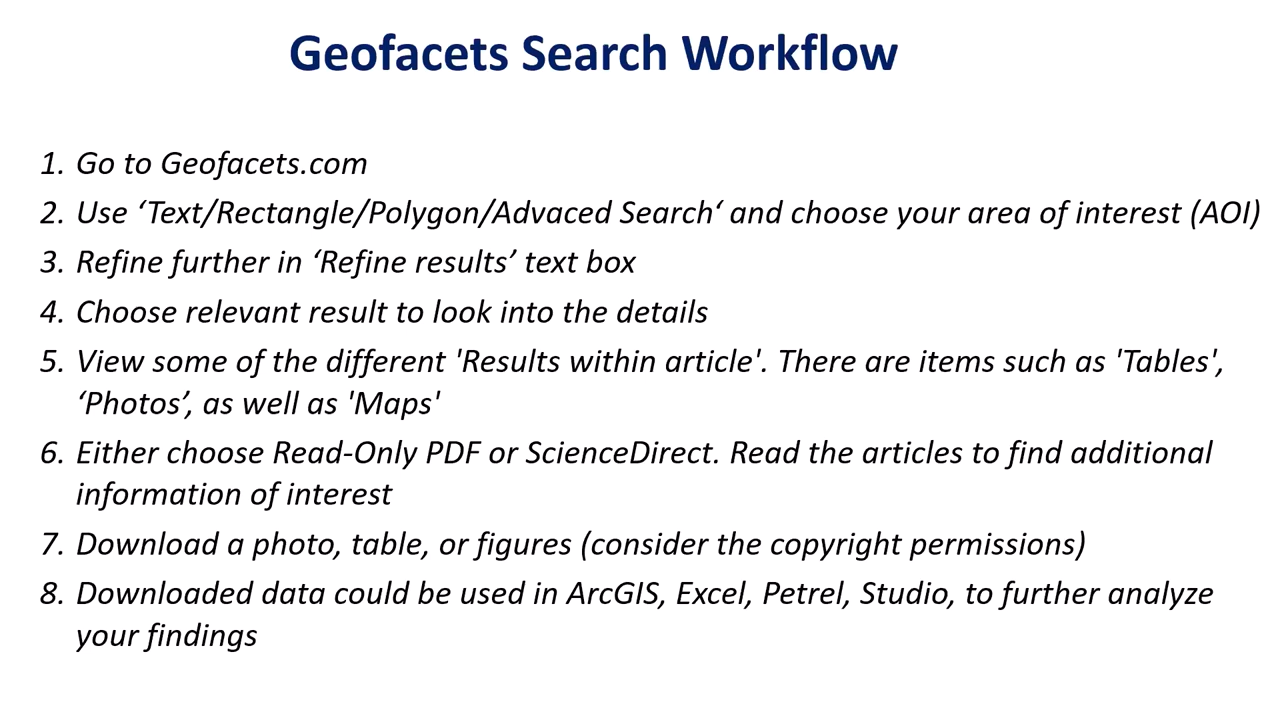 Geofacets Search Workflow
1. Go to Geofacets.com
2. Use ‘Text/Rectangle/Polygon/Advaced Search‘ and choose your area of interest (AOI)
3. Refine further in ‘Refine results’ text box
4. Choose relevant result to look into the details
5. View some of the different 'Results within article'. There are items such as 'Tables',
‘Photos’, as well as 'Maps'
6. Either choose Read-Only PDF or ScienceDirect. Read the articles to find additional
information of interest
7. Download a photo, table, or figures (consider the copyright permissions)
8. Downloaded data could be used in ArcGIS, Excel, Petrel, Studio, to further analyze
your findings